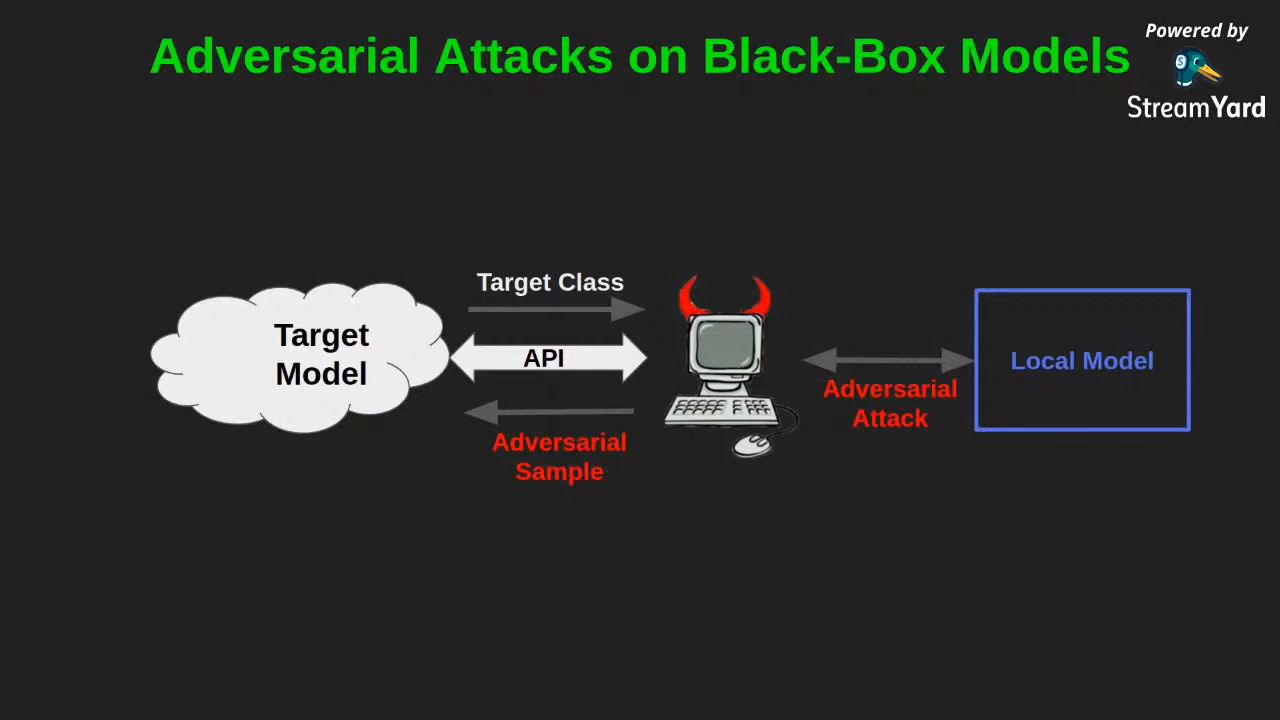 Adversarial Attacks on Black-Box Models
Powered by
StreamYard
Target Class
Target
Model
API
Adversarial
Sample
Adversarial
Attack
Local Model